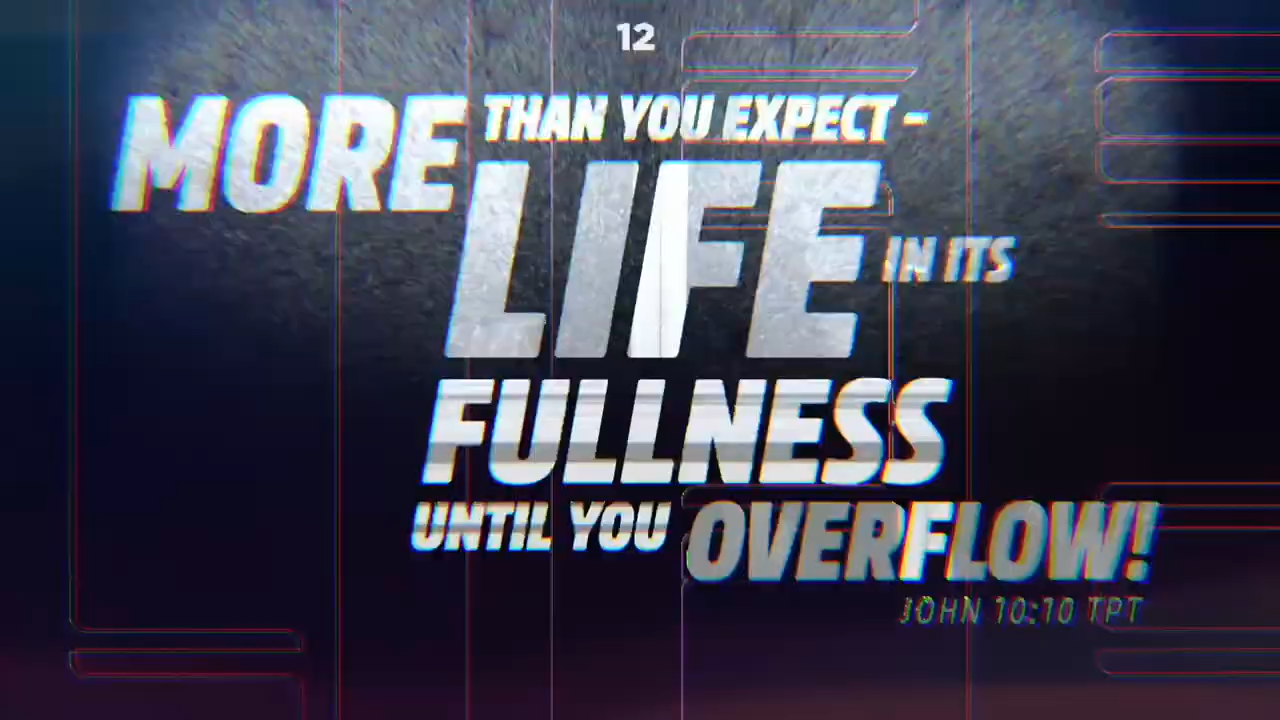 12
MORE THAN YOU EXPECT -
LIFE IN ITS
FULLNESS
UNTIL YOU OVERFLOW!
JOHN 10:10 TPT